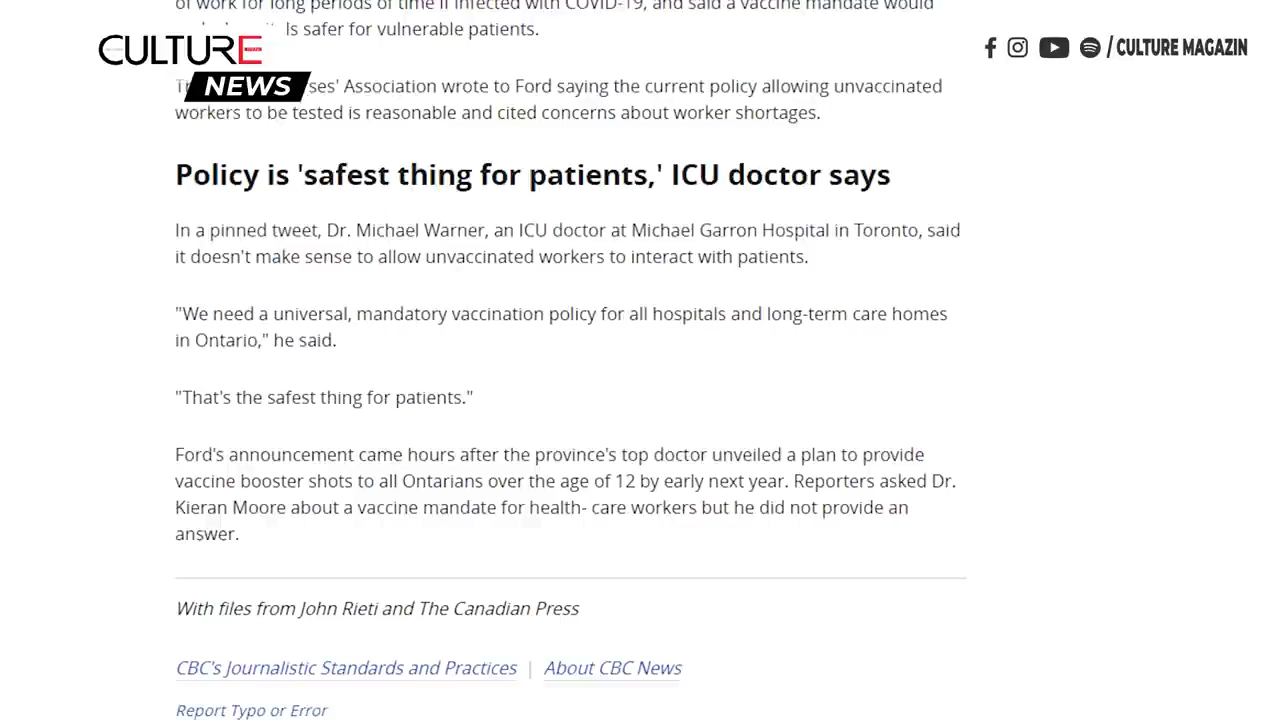 of work for long periods of time if infected with COVID-19, and said a vaccine mandate would
ls safer for vulnerable patients.
CULTURE
NEWS
/ CULTURE MAGAZIN
ses' Association wrote to Ford saying the current policy allowing unvaccinated
workers to be tested is reasonable and cited concerns about worker shortages.
Policy is 'safest thing for patients,' ICU doctor says
In a pinned tweet, Dr. Michael Warner, an ICU doctor at Michael Garron Hospital in Toronto, said
it doesn't make sense to allow unvaccinated workers to interact with patients.
"We need a universal, mandatory vaccination policy for all hospitals and long-term care homes
in Ontario," he said.
"That's the safest thing for patients."
Ford's announcement came hours after the province's top doctor unveiled a plan to provide
vaccine booster shots to all Ontarians over the age of 12 by early next year. Reporters asked Dr.
Kieran Moore about a vaccine mandate for health- care workers but he did not provide an
answer.
With files from John Rieti and The Canadian Press
CBC's Journalistic Standards and Practices | About CBC News
Report Typo or Error